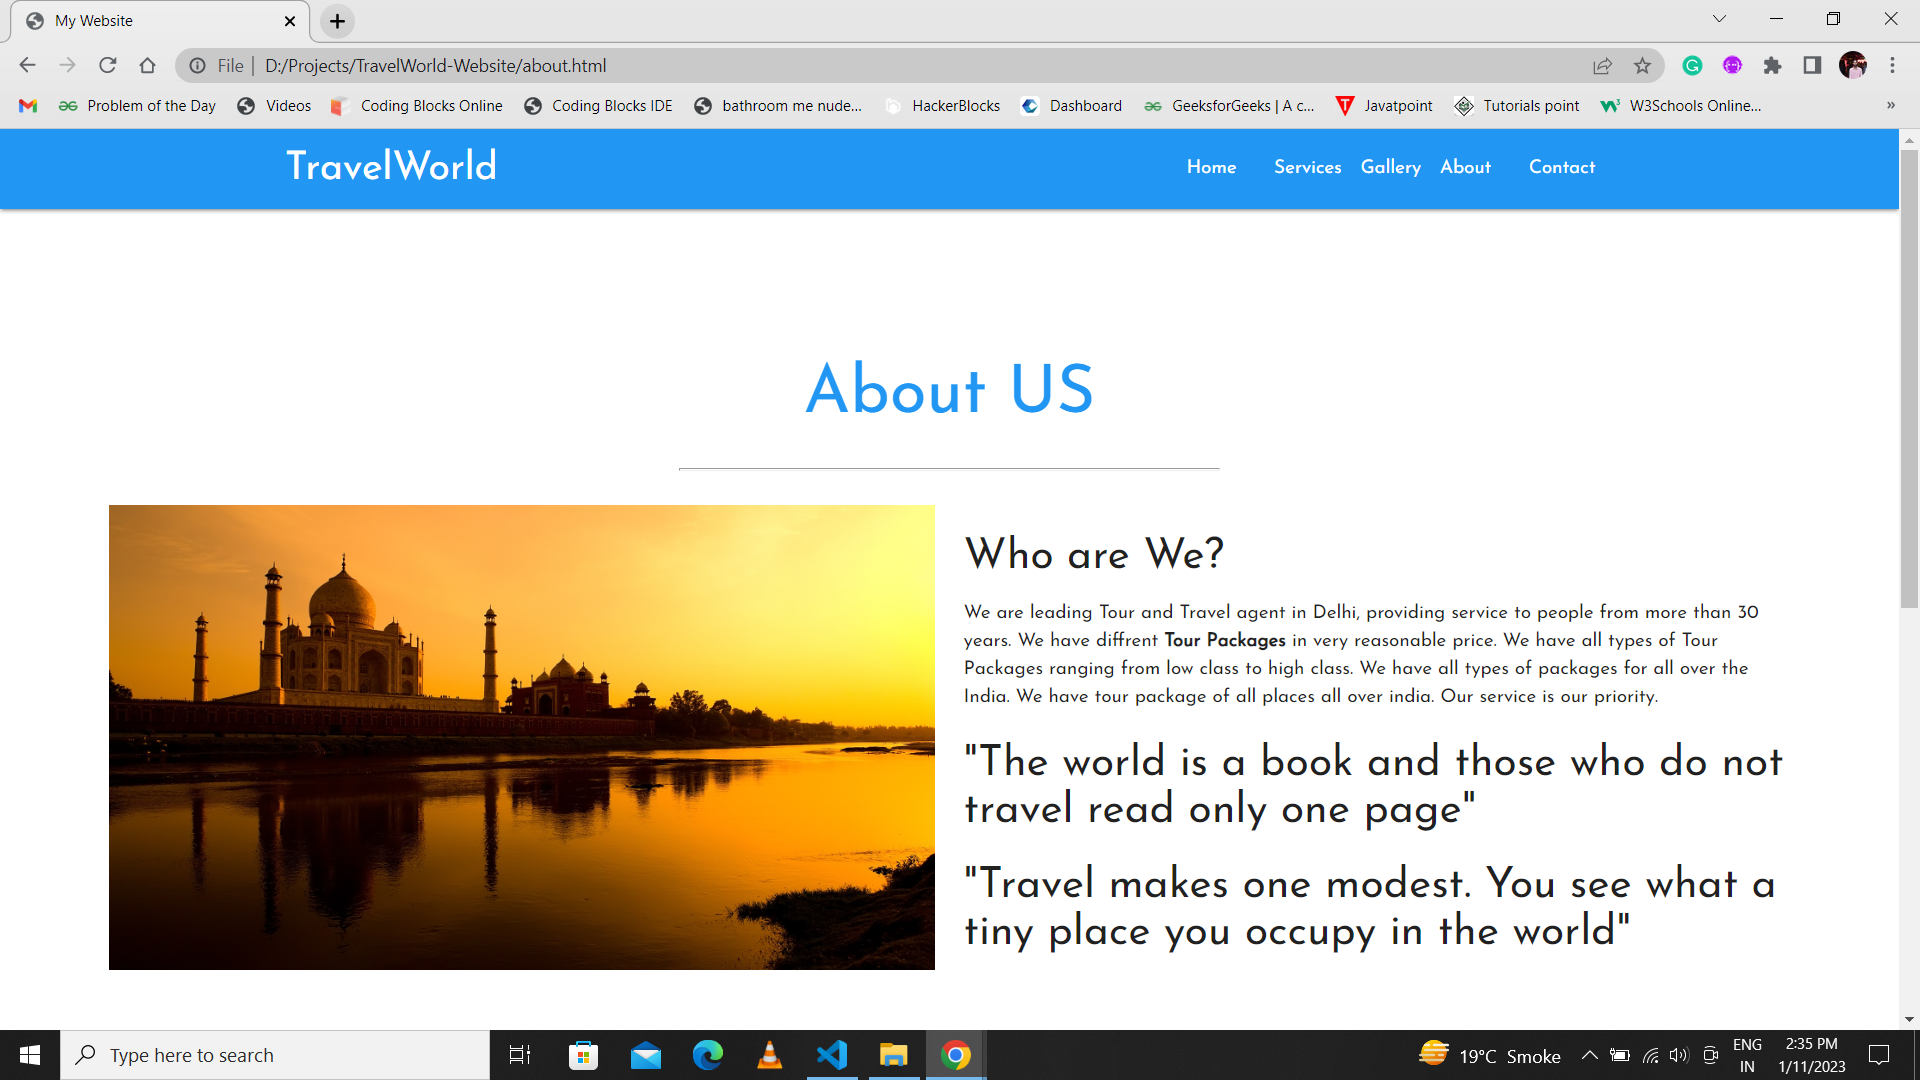 My Website
File | D:/Projects/TravelWorld-Website/about.html
Problem of the Day Videos Coding Blocks Online Coding Blocks IDE bathroom me nude... HackerBlocks Dashboard GeeksforGeeks | A c... Javatpoint Tutorials point W3Schools Online... »
TravelWorld Home Services Gallery About Contact
About US
Who are We?
We are leading Tour and Travel agent in Delhi, providing service to people from more than 30
years. We have diffrent Tour Packages in very reasonable price. We have all types of Tour
Packages ranging from low class to high class. We have all types of packages for all over the
India. We have tour package of all places all over india. Our service is our priority.
"The world is a book and those who do not
travel read only one page"
"Travel makes one modest. You see what a
tiny place you occupy in the world"
Type here to search
19°C Smoke
ENG
IN
2:35 PM
1/11/2023